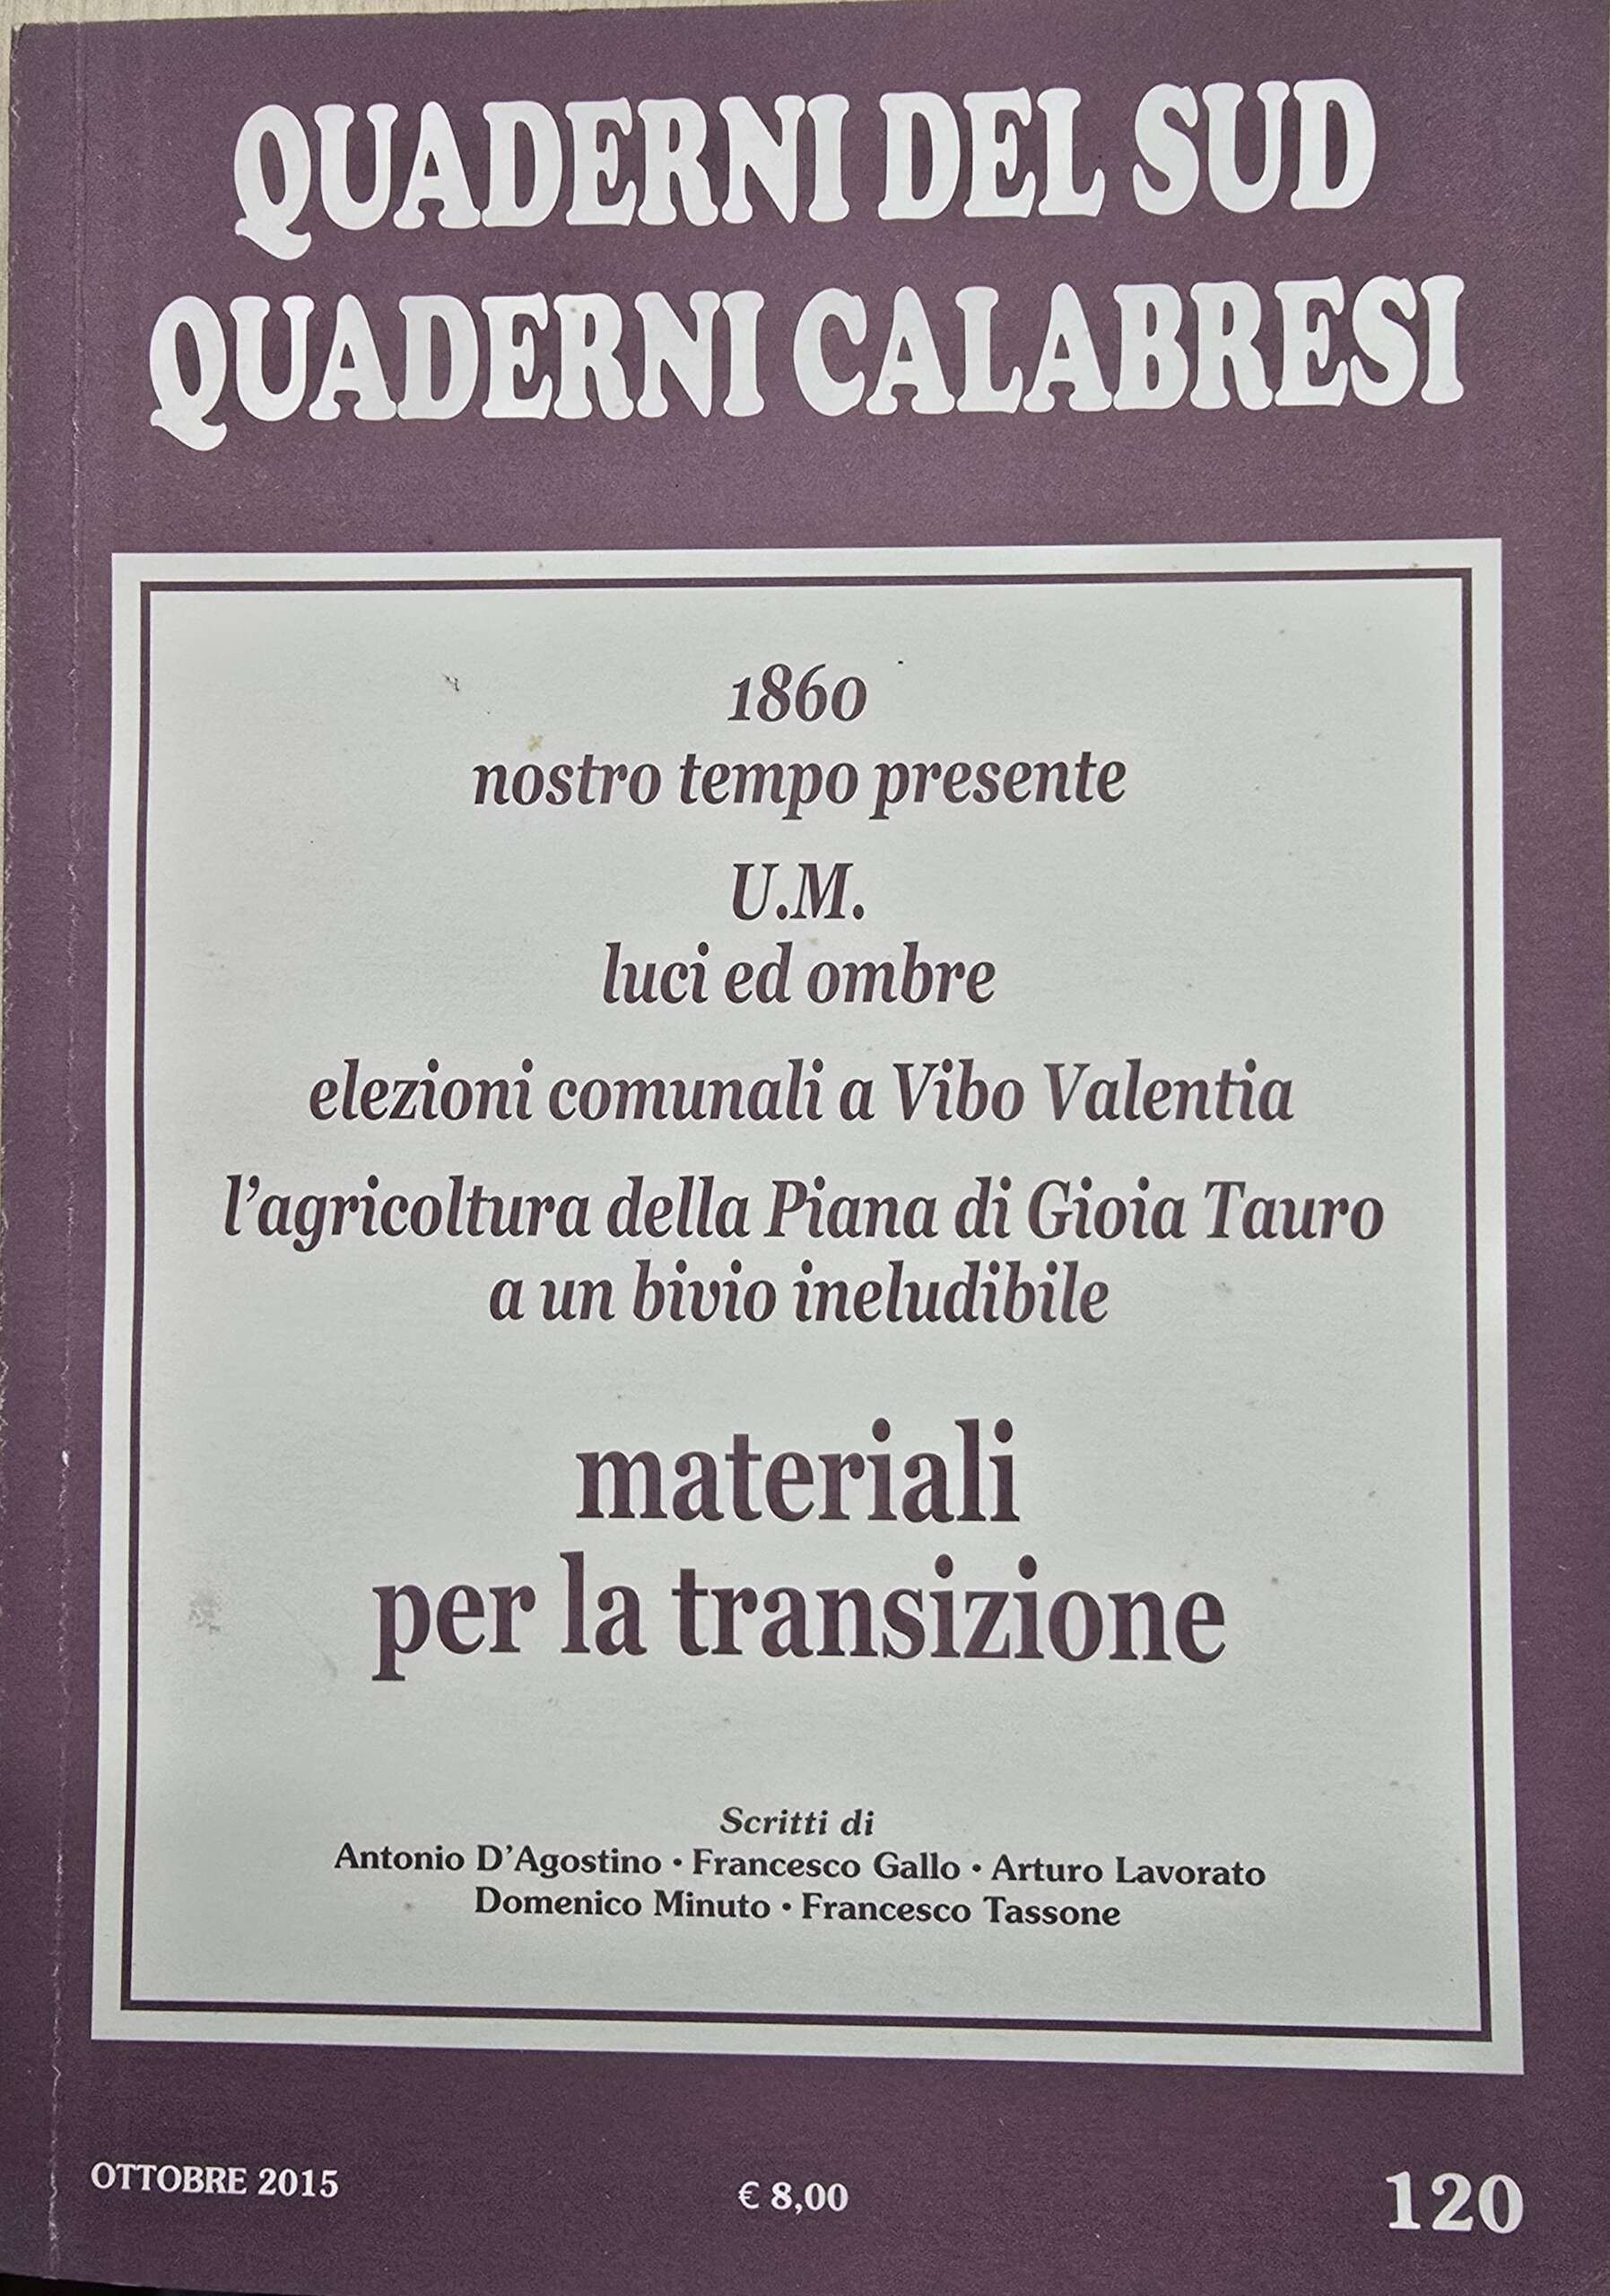 QUADERNI DEL SUD
QUADERNI CALABRESI
1860
nostro tempo presente
U.M.
luci ed ombre
elezioni comunali a Vibo Valentia
l'agricoltura della Piana di Gioia Tauro
a un bivio ineludibile
materiali
per la transizione
Scritti di
Antonio D'Agostino • Francesco Gallo • Arturo Lavorato
Domenico Minuto • Francesco Tassone
OTTOBRE 2015
€ 8,00
120